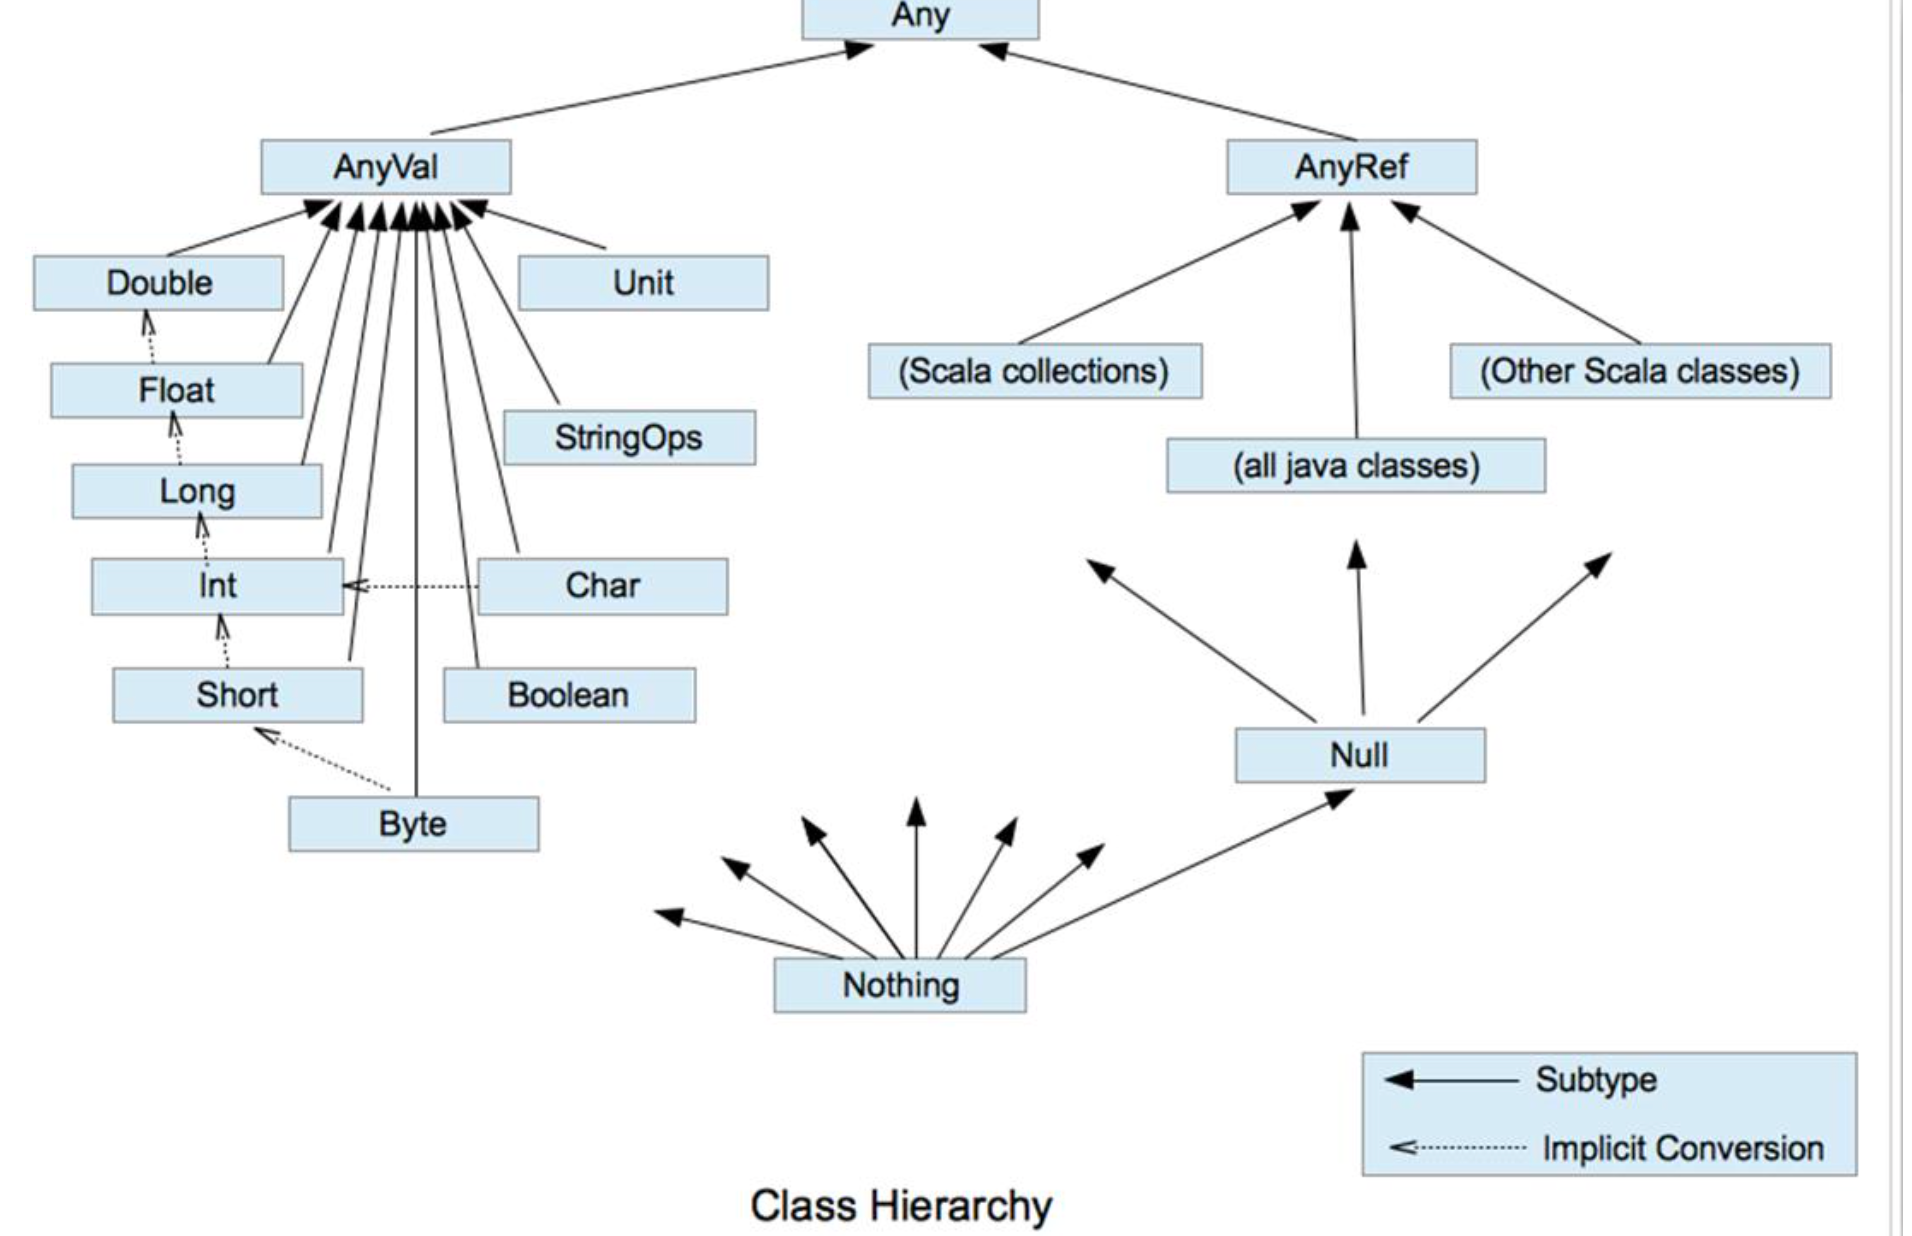 Any
AnyVal
AnyRef
Double
Unit
(Scala collections)
(Other Scala classes)
Float
StringOps
(all java classes)
Long
Int
Char
Short
Boolean
Null
Byte
Nothing
Subtype
Implicit Conversion
Class Hierarchy